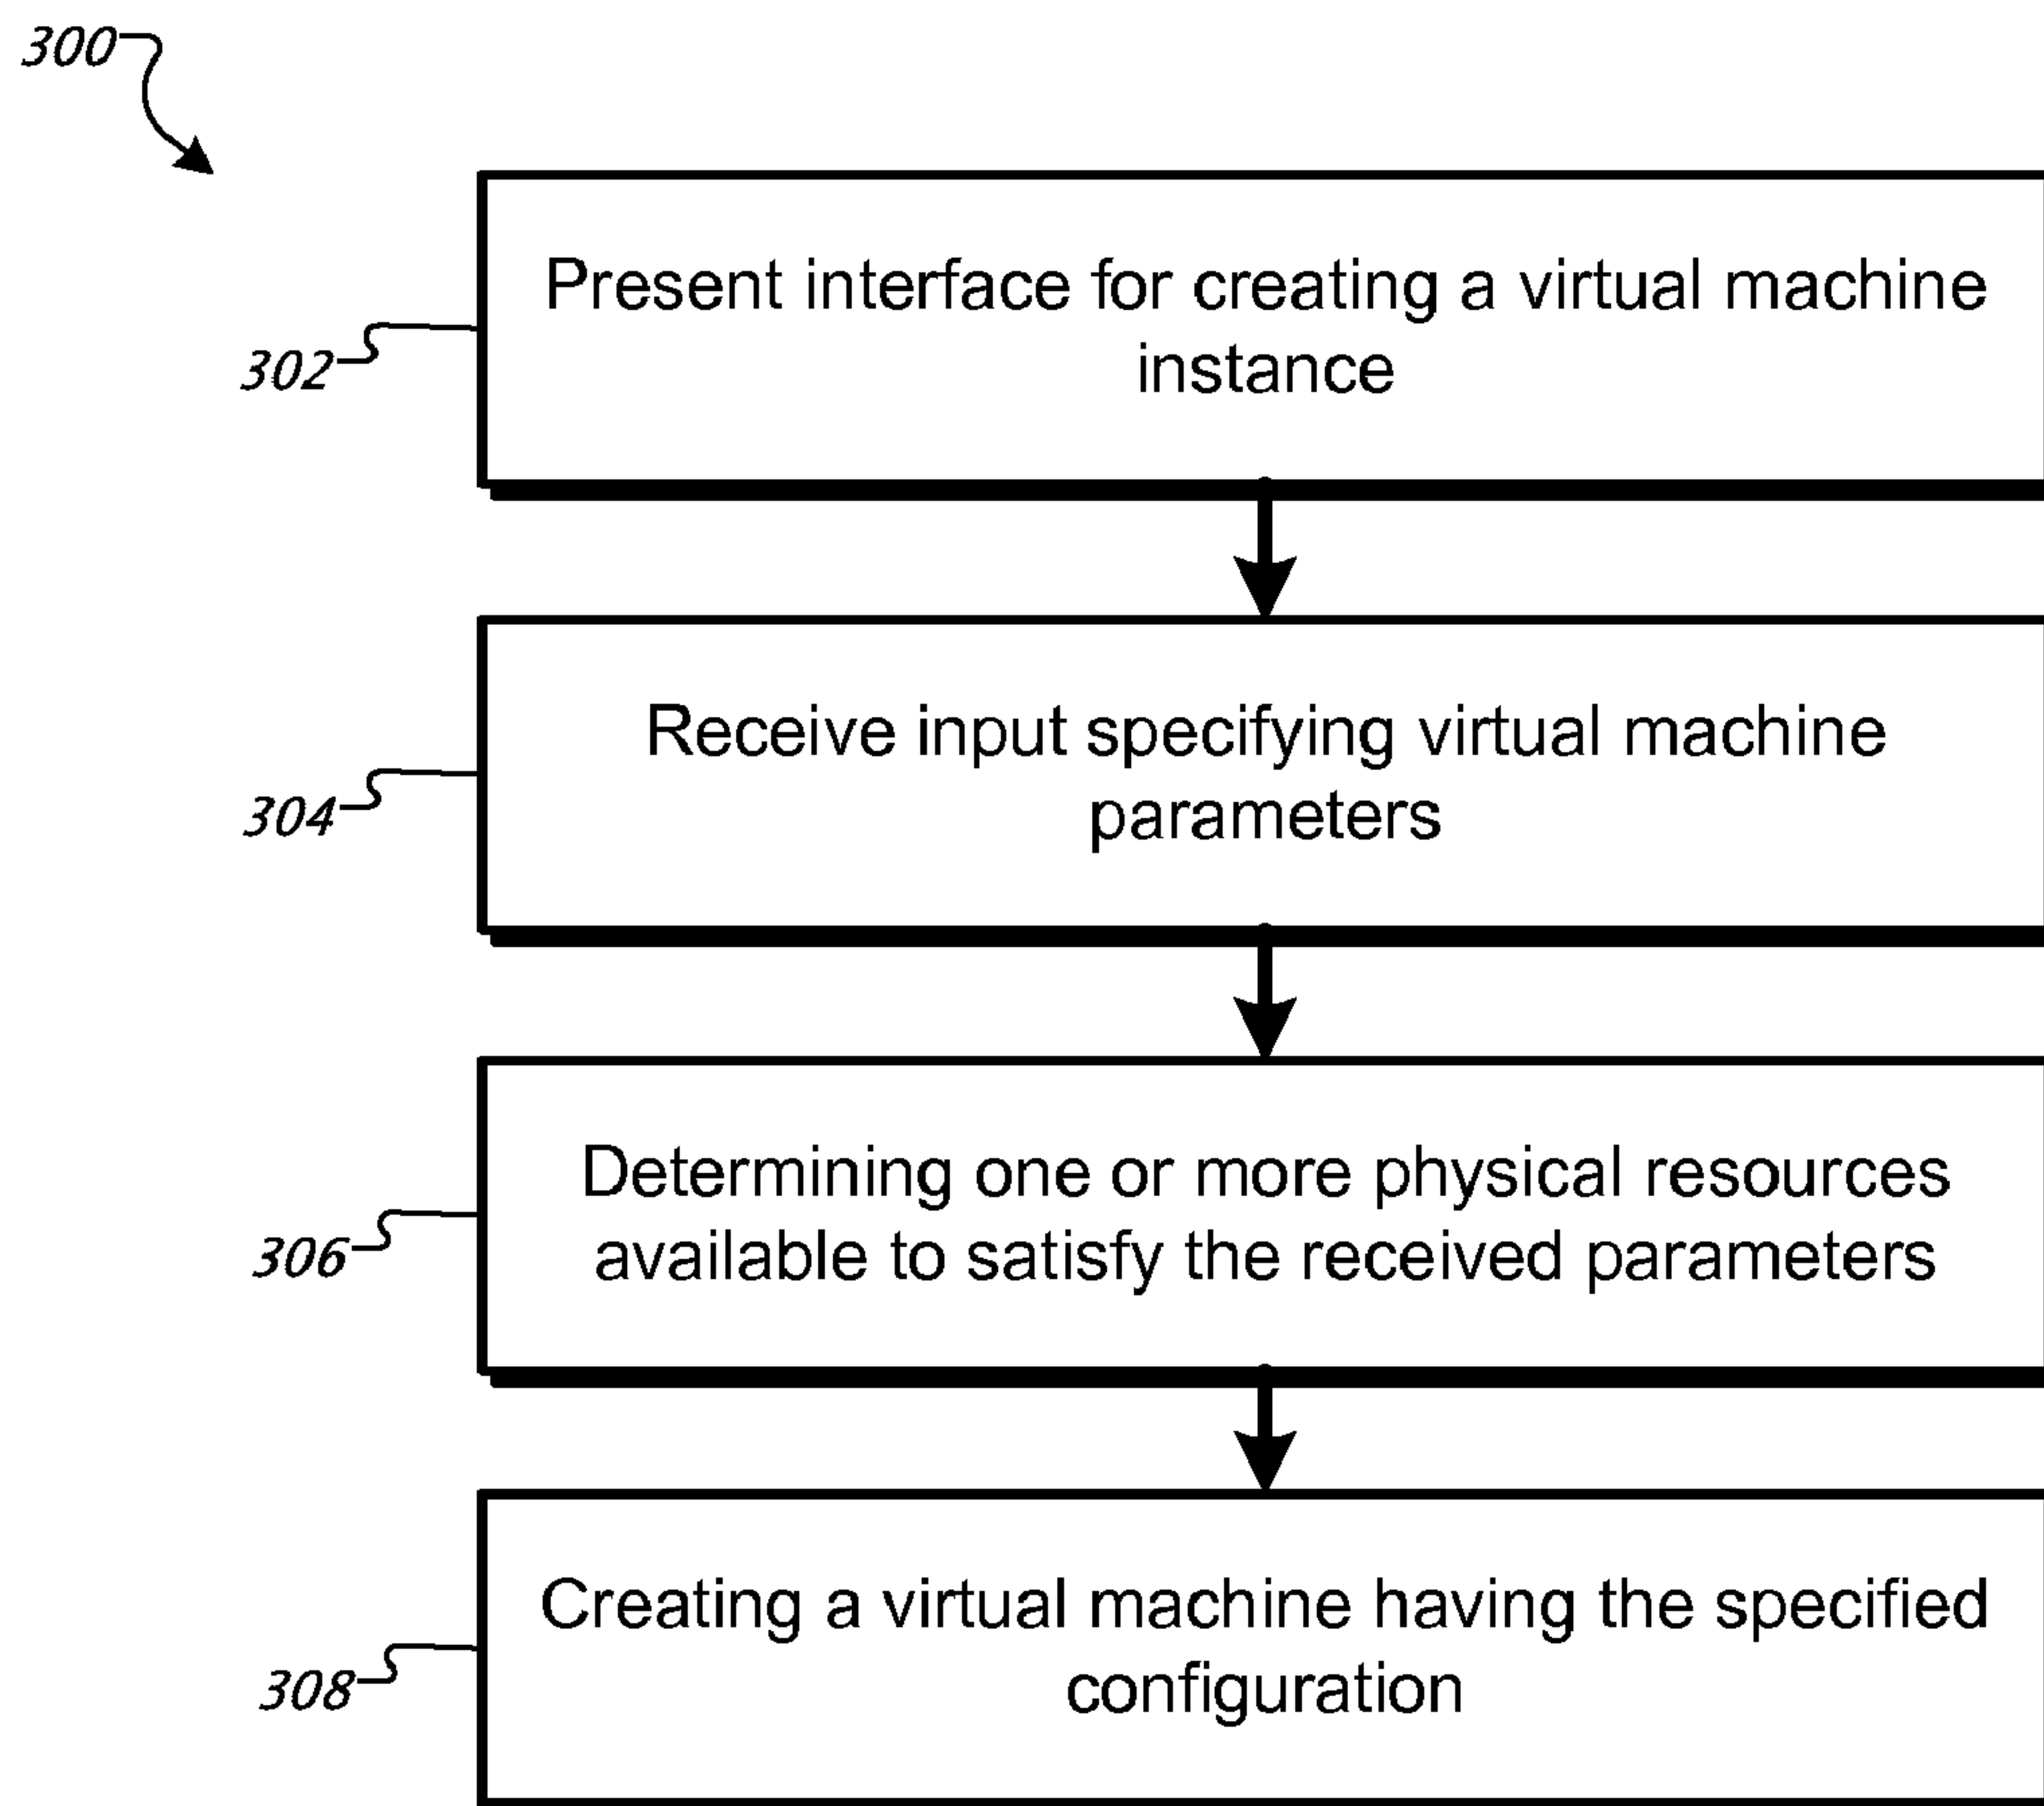 300
Present interface for creating a virtual machine
instance
302
Receive input specifying virtual machine
parameters
304
Determining one or more physical resources
available to satisfy the received parameters
306
Creating a virtual machine having the specified
configuration
308